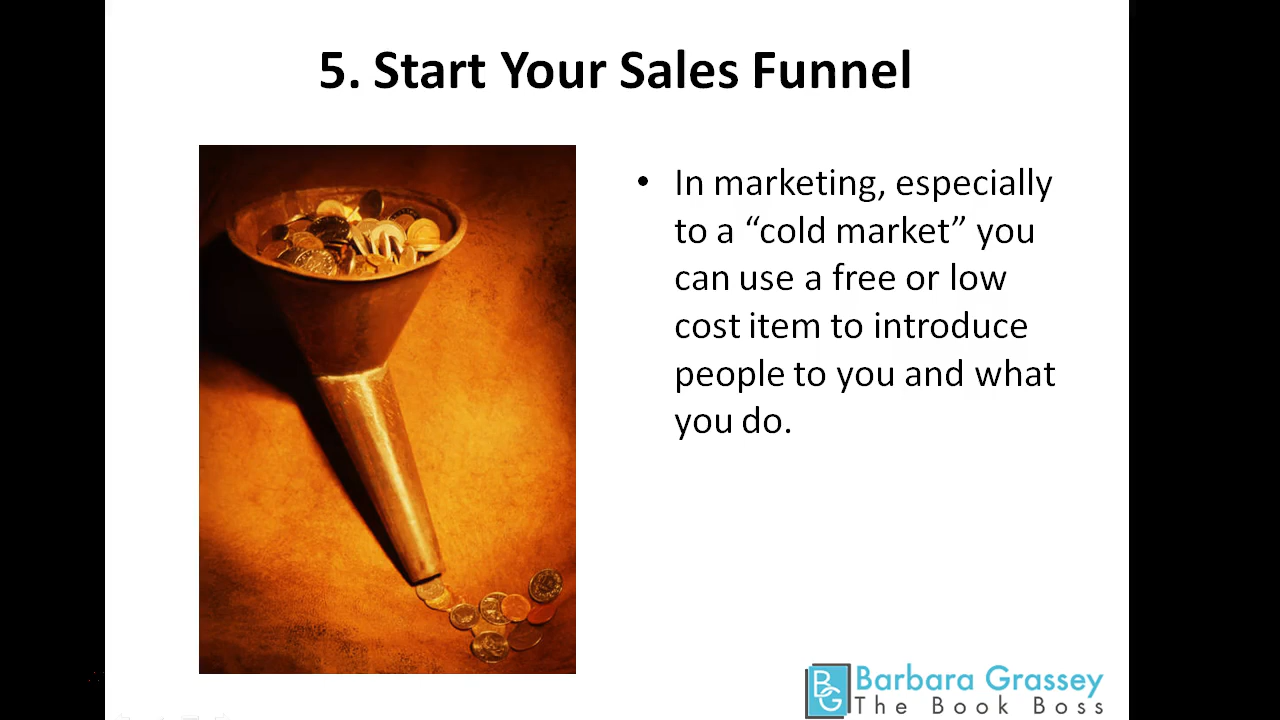 5. Start Your Sales Funnel
• In marketing, especially
to a “cold market” you
can use a free or low
cost item to introduce
people to you and what
you do.
BG Barbara Grassey
The Book Boss